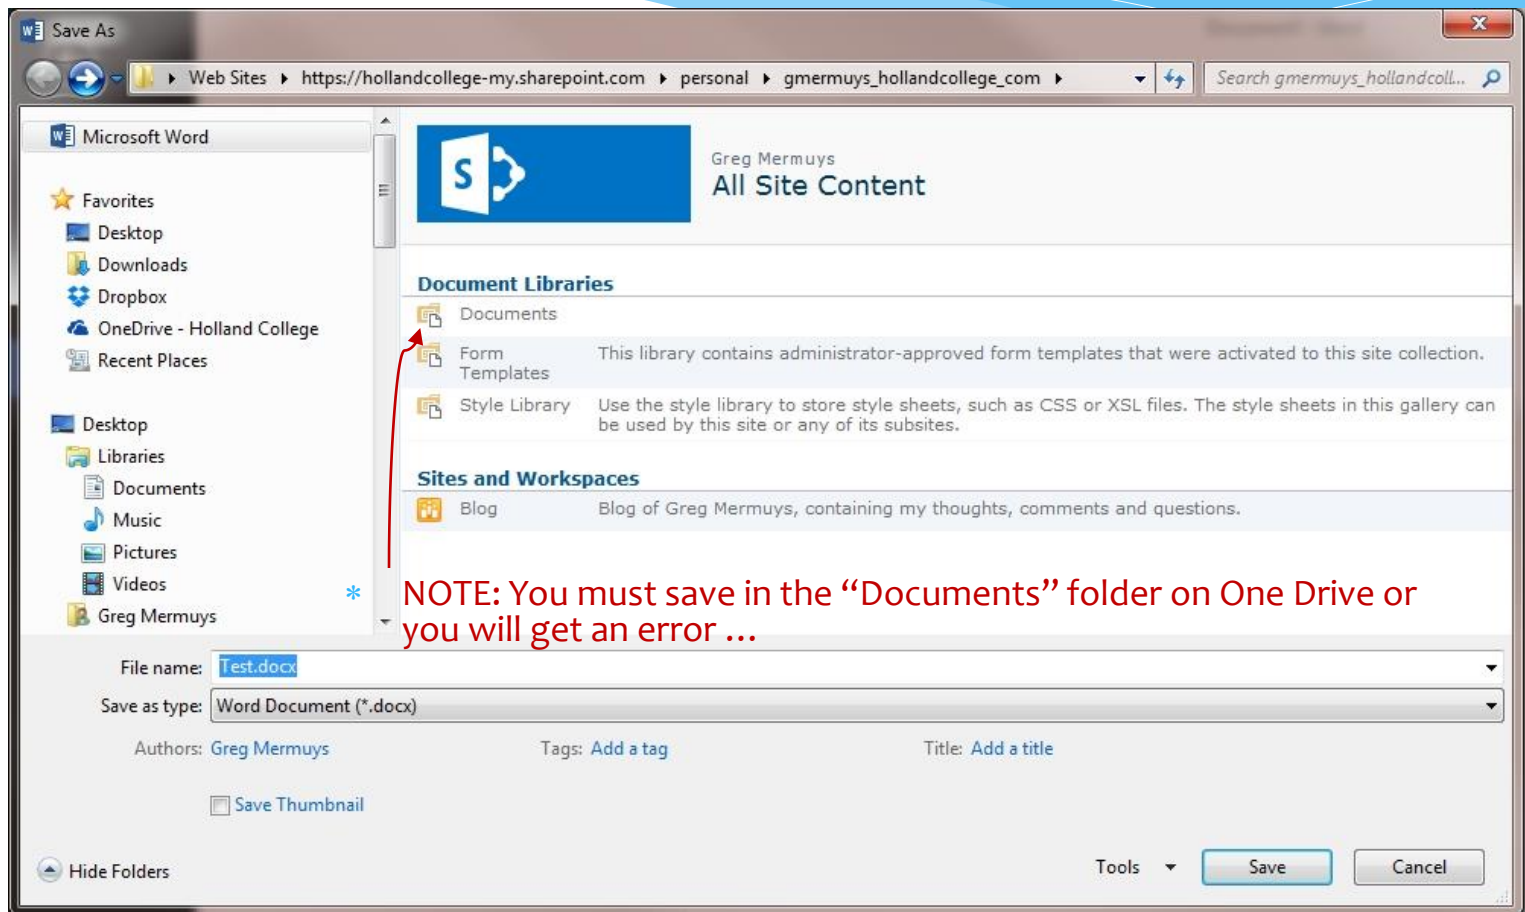 Save As
Web Sites https://hollandcollege-my.sharepoint.com personal gmermuys_hollandcollege_com
Search gmermuys_hollandcoll...
Microsoft Word
Favorites
Desktop
Downloads
Dropbox
OneDrive - Holland College
Recent Places
Desktop
Libraries
Documents
Music
Pictures
Videos
Greg Mermuys
S
Greg Mermuys
All Site Content
Document Libraries
Documents
Form
Templates
This library contains administrator-approved form templates that were activated to this site collection.
Style Library
Use the style library to store style sheets, such as CSS or XSL files. The style sheets in this gallery can
be used by this site or any of its subsites.
Sites and Workspaces
Blog
Blog of Greg Mermuys, containing my thoughts, comments and questions.
* NOTE: You must save in the “Documents” folder on One Drive or
you will get an error ...
File name: Test.docx
Save as type: Word Document (*.docx)
Authors: Greg Mermuys
Tags: Add a tag
Title: Add a title
Save Thumbnail
Hide Folders
Tools
Save
Cancel